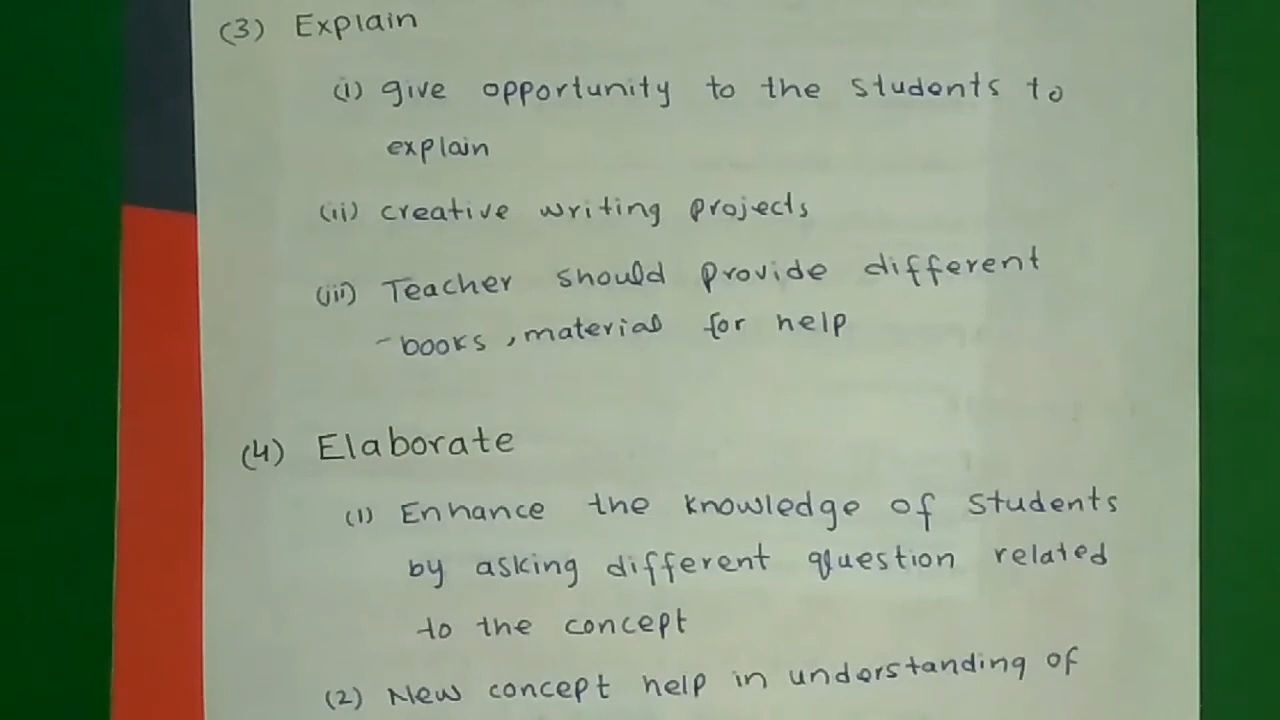 (3) Explain
(i) give opportunity to the students to
explain
(ii) creative writing projects
(iii) Teacher should provide different
books, material for help
(4) Elaborate
(1) Enhance the knowledge of students
by asking different question related
to the concept
(2) New concept help in understanding of